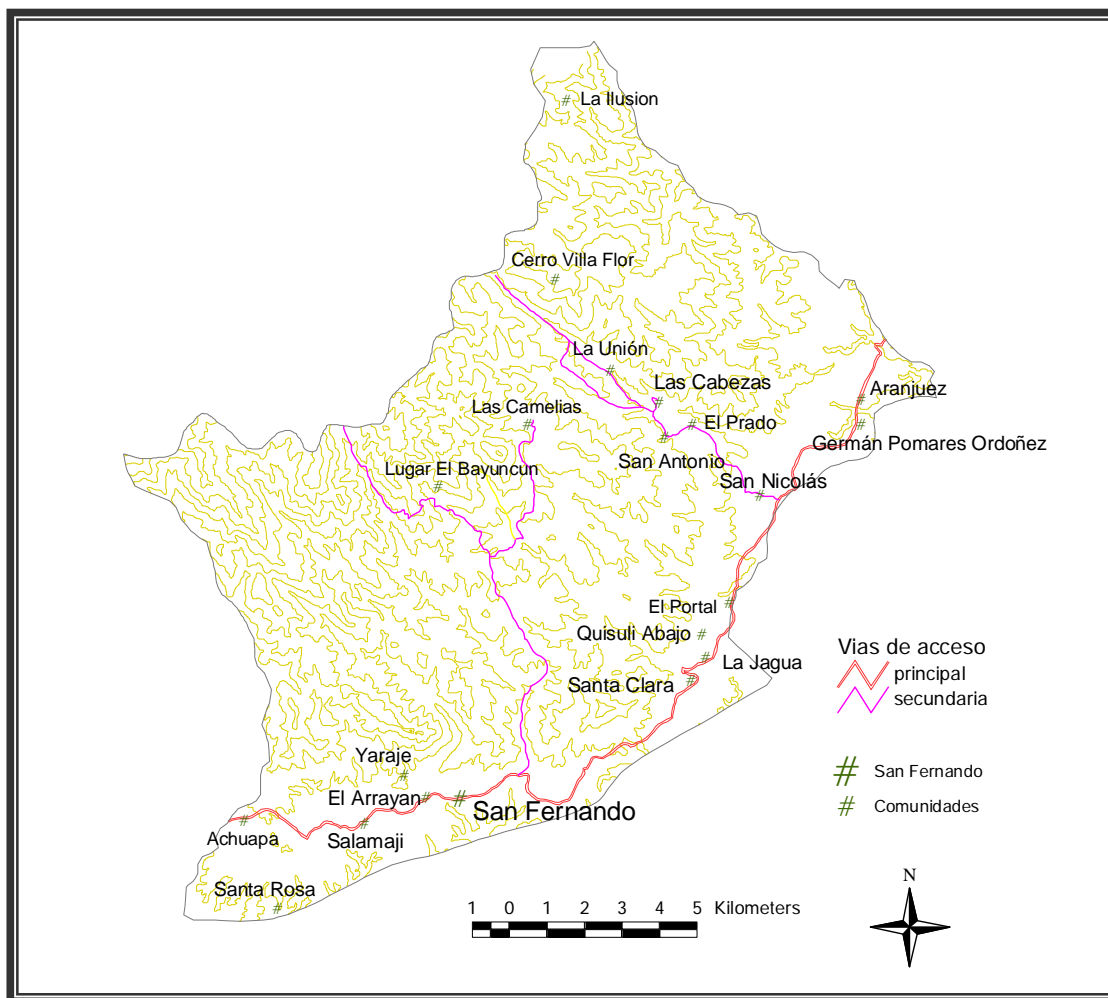 La Ilusion
Cerro Villa Flor
La Unión
Las Cabezas
Aranjuez
Las Camelias
El Prado
Germán Pomares Ordoñez
San Antonio
Lugar El Bayuncun
San Nicolás
El Portal
Quisuli Abajo
La Jagua
Santa Clara
Vias de acceso
principal
secundaria
Yaraje
San Fernando
El Arrayan
San Fernando
Comunidades
Achuapa
Salamaji
Santa Rosa
N
1 0 1 2 3 4 5 Kilometers